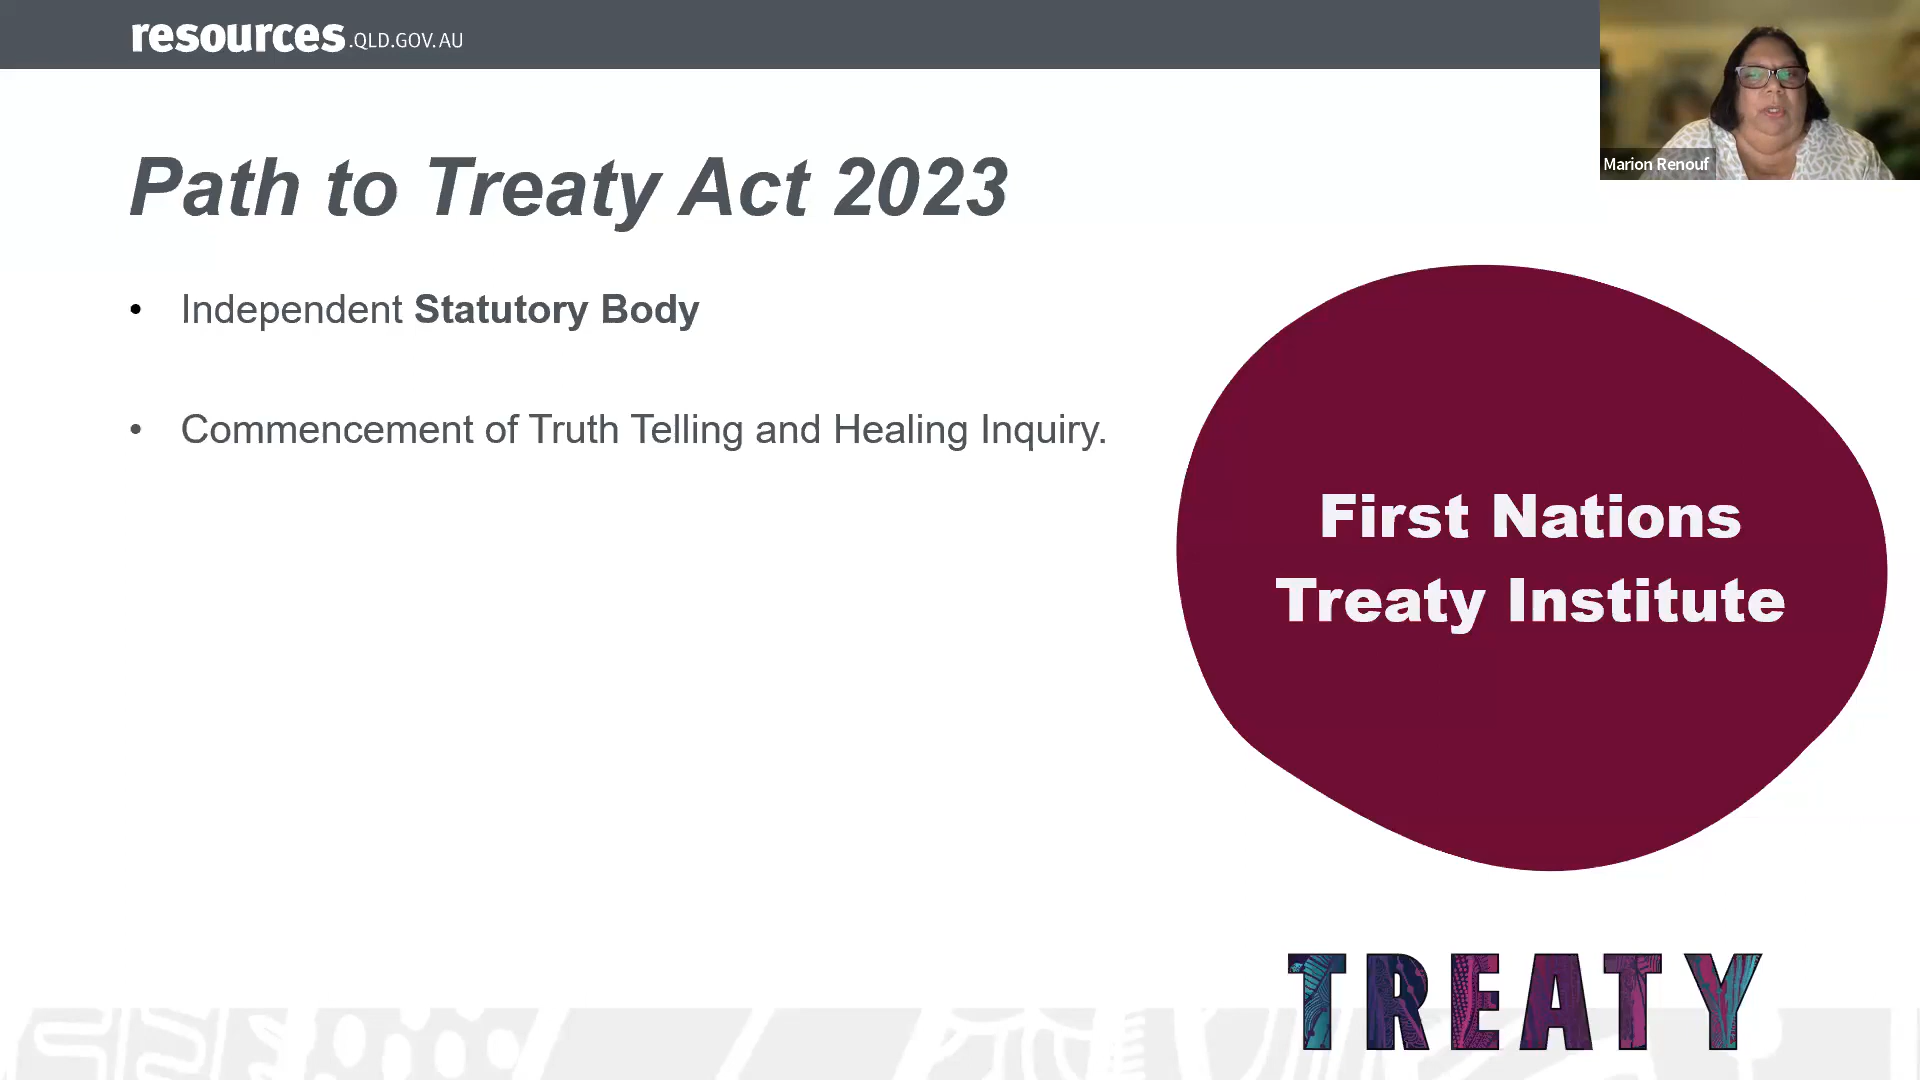 resources.QLD.GOV.AU
Marion Renouf
Path to Treaty Act 2023
• Independent Statutory Body
• Commencement of Truth Telling and Healing Inquiry.
First Nations
Treaty Institute
TREATY